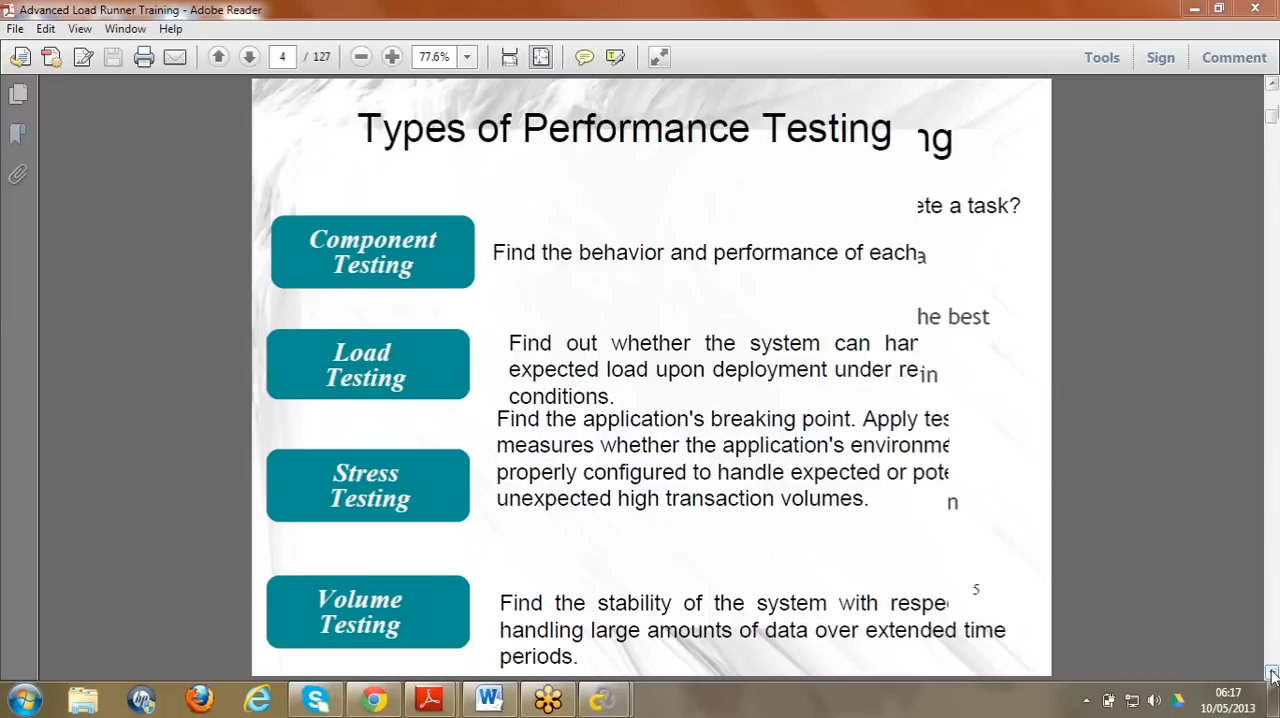 Advanced Load Runner Training - Adobe Reader
File Edit View Window Help
4 / 127 77.6% Tools Sign Comment
Types of Performance Testing ng
ete a task?
Component
Testing
Find the behavior and performance of each a
he best
Load
Testing
Find out whether the system can har
expected load upon deployment under re in
conditions.
Stress
Testing
Find the application's breaking point. Apply tes
measures whether the application's environme
properly configured to handle expected or pote
unexpected high transaction volumes.
n
5
Volume
Testing
Find the stability of the system with respe
handling large amounts of data over extended time
periods.
06:17
10/05/2013